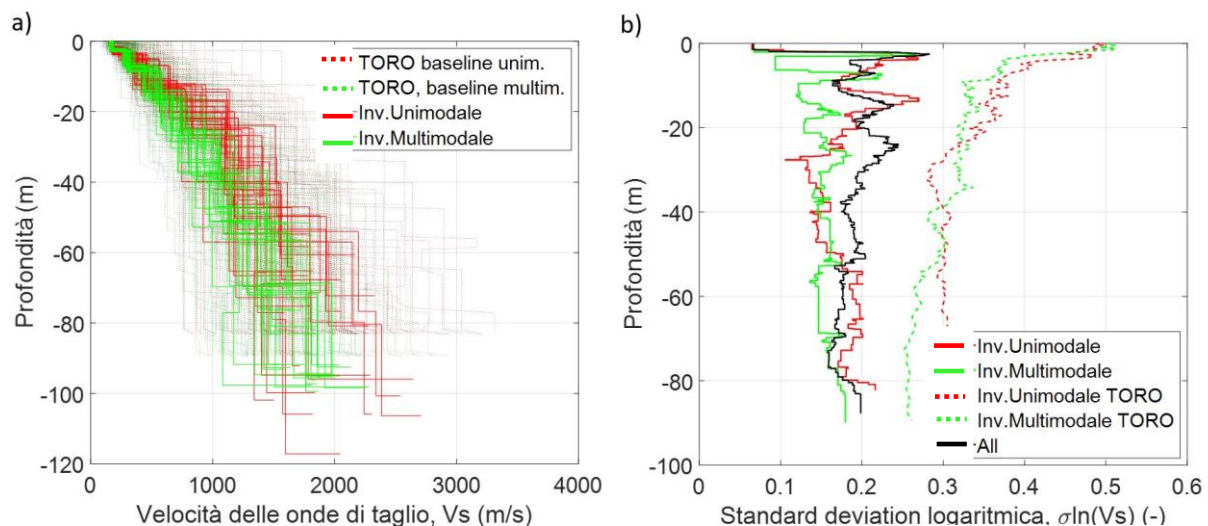 a)
0
-20
-40
-60
-80
-100
-120
Profondità (m)
0
1000
2000
3000
4000
Velocità delle onde di taglio, Vs (m/s)
TORO baseline unim.
TORO, baseline multim.
Inv.Unimodale
Inv.Multimodale
b)
0
-20
-40
-60
-80
-100
Profondità (m)
0
0.1
0.2
0.3
0.4
0.5
0.6
Standard deviation logaritmica, σln(Vs) (-)
Inv.Unimodale
Inv.Multimodale
Inv.Unimodale TORO
Inv.Multimodale TORO
All